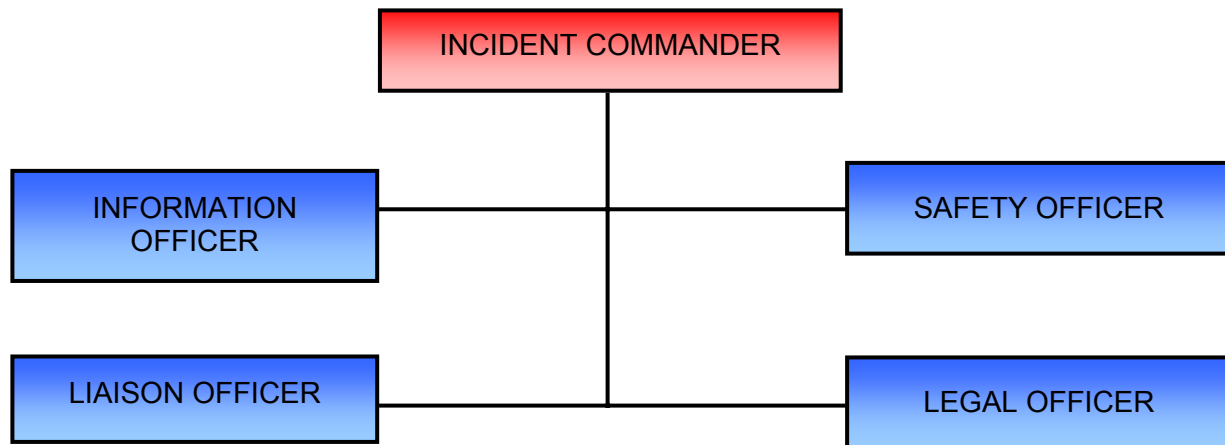 INCIDENT COMMANDER
INFORMATION
OFFICER
SAFETY OFFICER
LIAISON OFFICER
LEGAL OFFICER